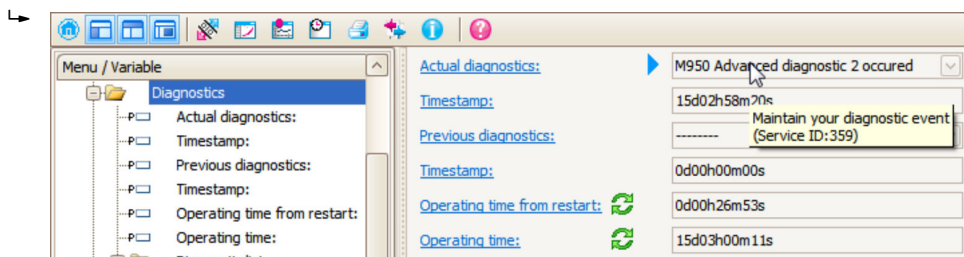 Menu / Variable
Diagnostics
Actual diagnostics:
Timestamp:
Previous diagnostics:
Timestamp:
Operating time from restart:
Operating time:
Actual diagnostics:
M950 Advanced diagnostic 2 occured
Timestamp:
15d02h58m20s
Maintain your diagnostic event
(Service ID:359)
Previous diagnostics:
--------
Timestamp:
0d00h00m00s
Operating time from restart:
0d00h26m53s
Operating time:
15d03h00m11s